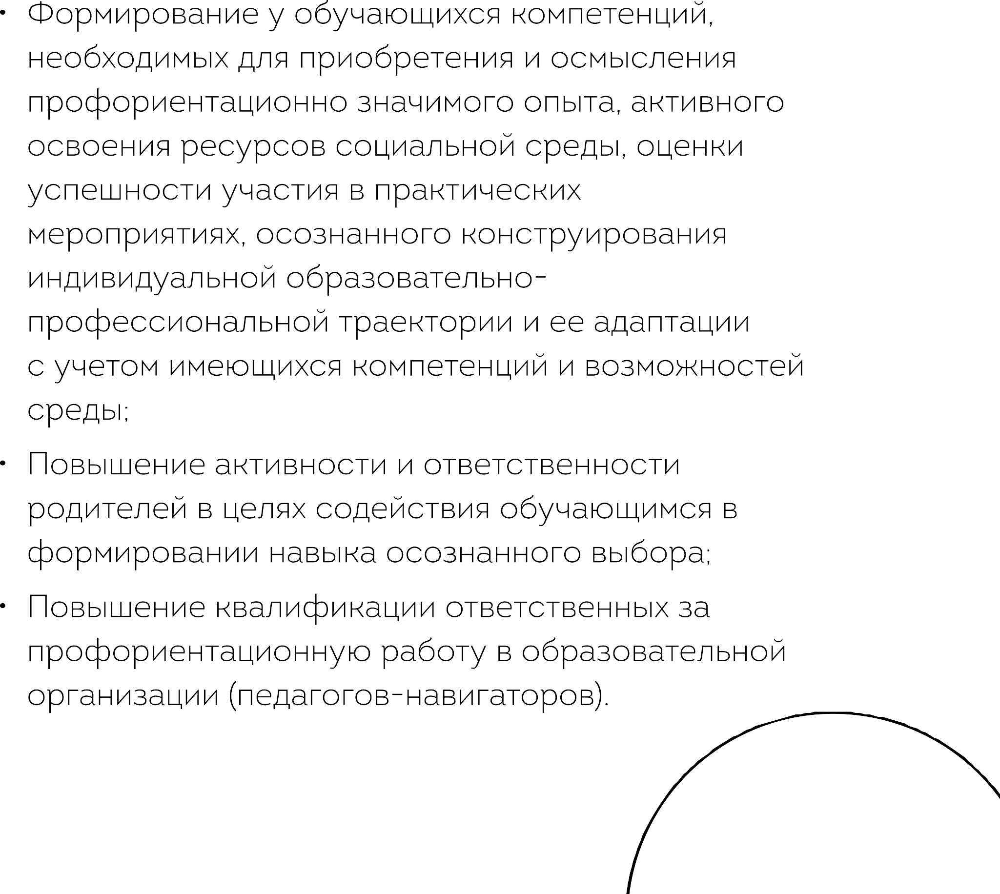 • Формирование у обучающихся компетенций,
необходимых для приобретения и осмысления
профориентационно значимого опыта, активного
освоения ресурсов социальной среды, оценки
успешности участия в практических
мероприятиях, осознанного конструирования
индивидуальной образовательно-
профессиональной траектории и ее адаптации
с учетом имеющихся компетенций и возможностей
среды;
• Повышение активности и ответственности
родителей в целях содействия обучающимся в
формировании навыка осознанного выбора;
• Повышение квалификации ответственных за
профориентационную работу в образовательной
организации (педагогов-навигаторов).